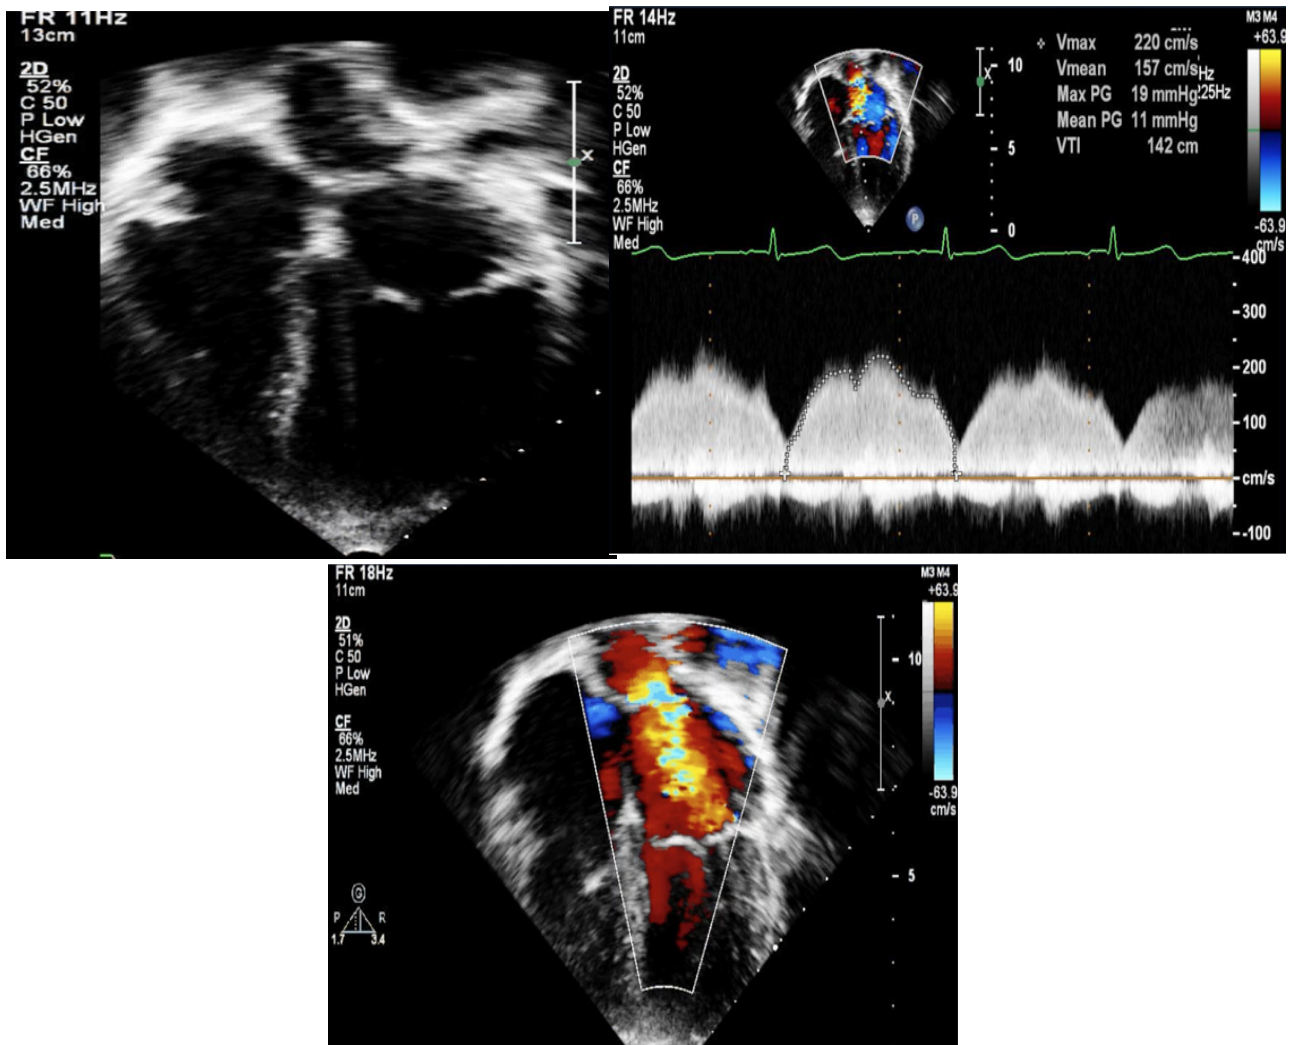 FR 11Hz
13cm
2D
52%
C 50
P Low
HGen
CF
66%
2.5MHz
WF High
Med
X
FR 14Hz
11cm
2D
52%
C 50
P Low
HGen
CF
66%
2.5MHz
WF High
Med
Vmax 220 cm/s
Vmean 157 cm/s
Max PG 19 mmHg
Mean PG 11 mmHg
VTI 142 cm
Hz
25Hz
M3 M4
+63.9
-63.9
cm/s
X
10
5
0
P
400
300
200
100
cm/s
-100
FR 18Hz
11cm
2D
51%
C 50
P Low
HGen
CF
66%
2.5MHz
WF High
Med
M3 M4
+63.9
-63.9
cm/s
X
10
5
G
P R
1.7 3.4